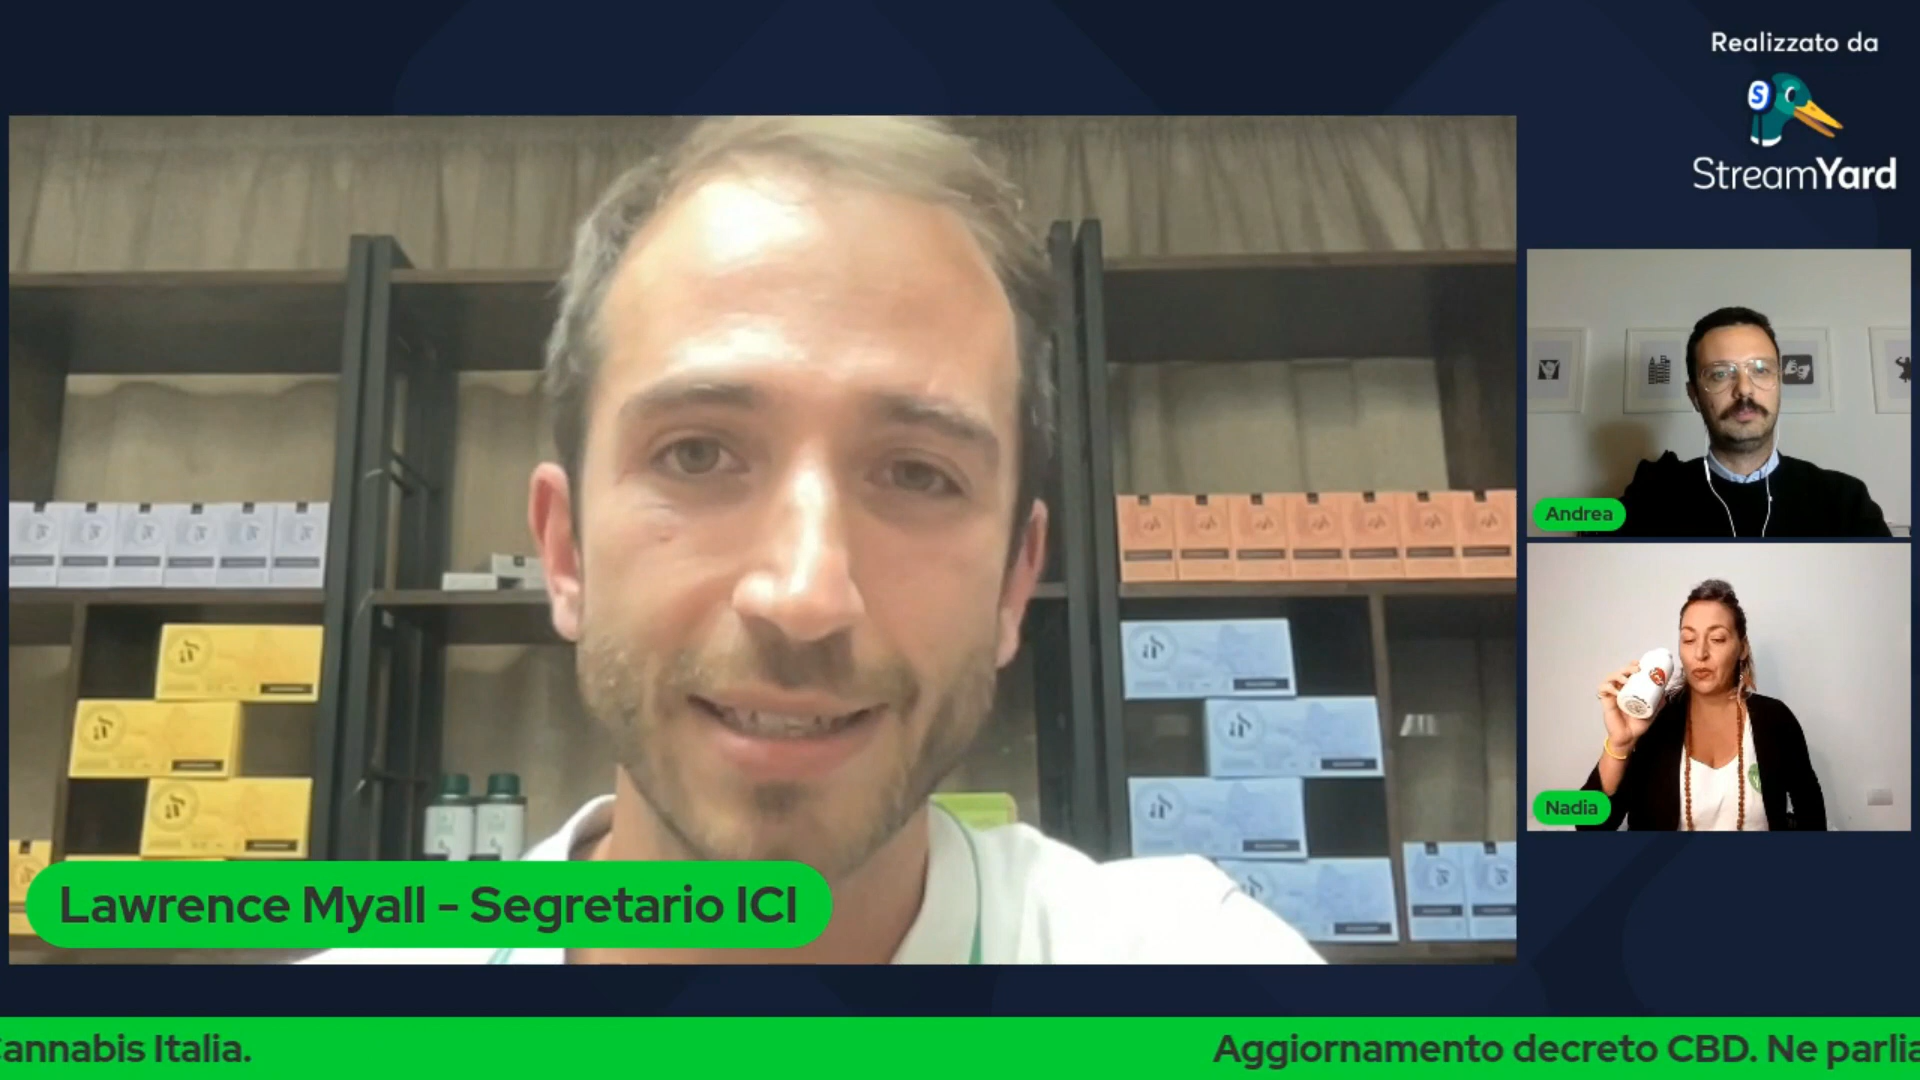 Realizzato da
StreamYard
Andrea
Nadia
Lawrence Myall - Segretario ICI
annabis Italia.
Aggiornamento decreto CBD. Ne parlia